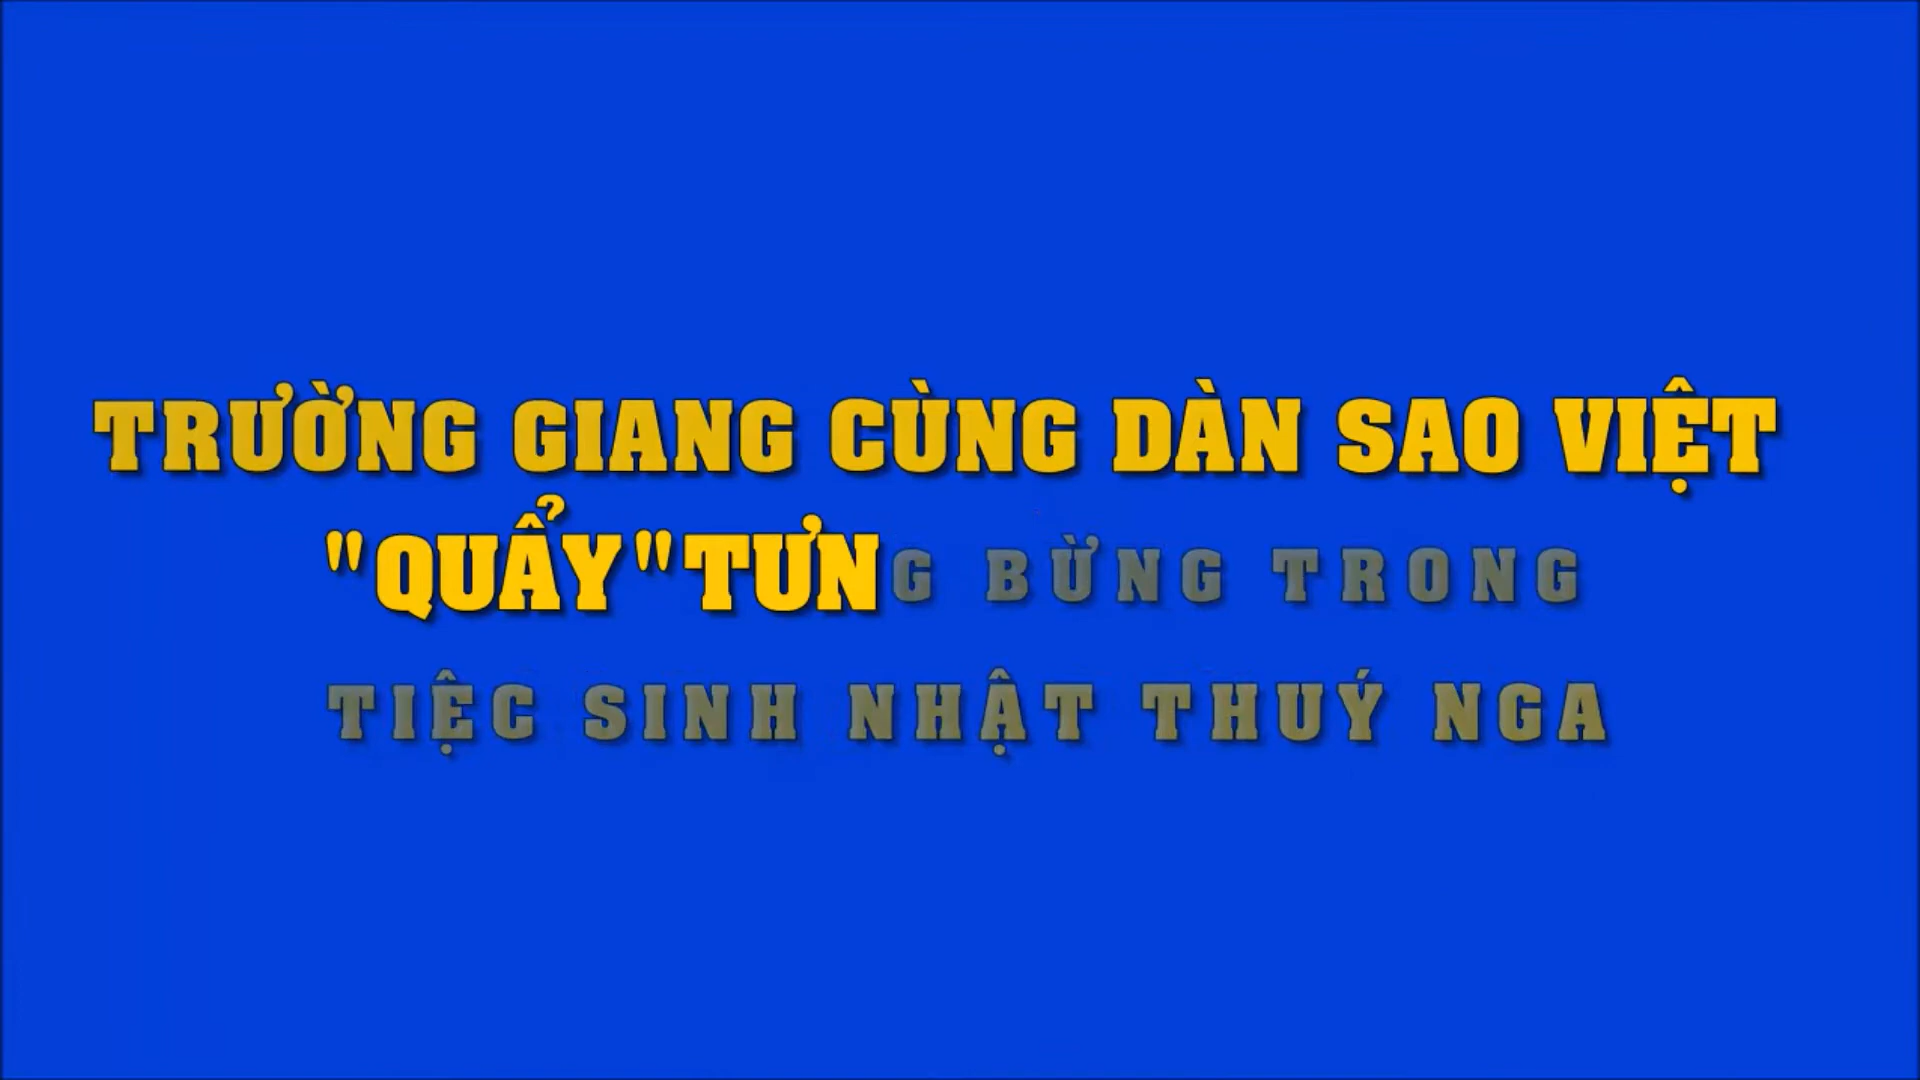 TRƯỜNG GIANG CÙNG DÀN SAO VIỆT
"QUẨY"TƯNG BỪNG TRONG
TIỆC SINH NHẬT THUÝ NGA